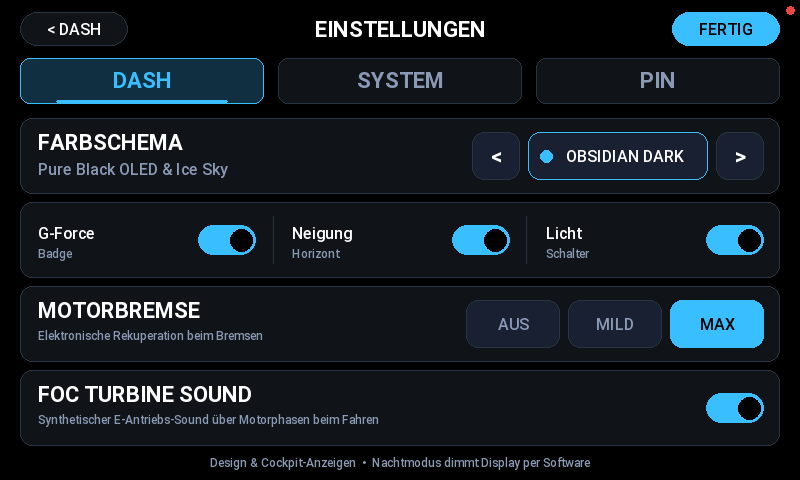 < DASH
EINSTELLUNGEN
FERTIG
DASH
SYSTEM
PIN
FARBSCHEMA
Pure Black OLED & Ice Sky
<
OBSIDIAN DARK
>
G-Force
Badge
Neigung
Horizont
Licht
Schalter
MOTORBREMSE
Elektronische Rekuperation beim Bremsen
AUS
MILD
MAX
FOC TURBINE SOUND
Synthetischer E-Antriebs-Sound über Motorphasen beim Fahren
Design & Cockpit-Anzeigen • Nachtmodus dimmt Display per Software